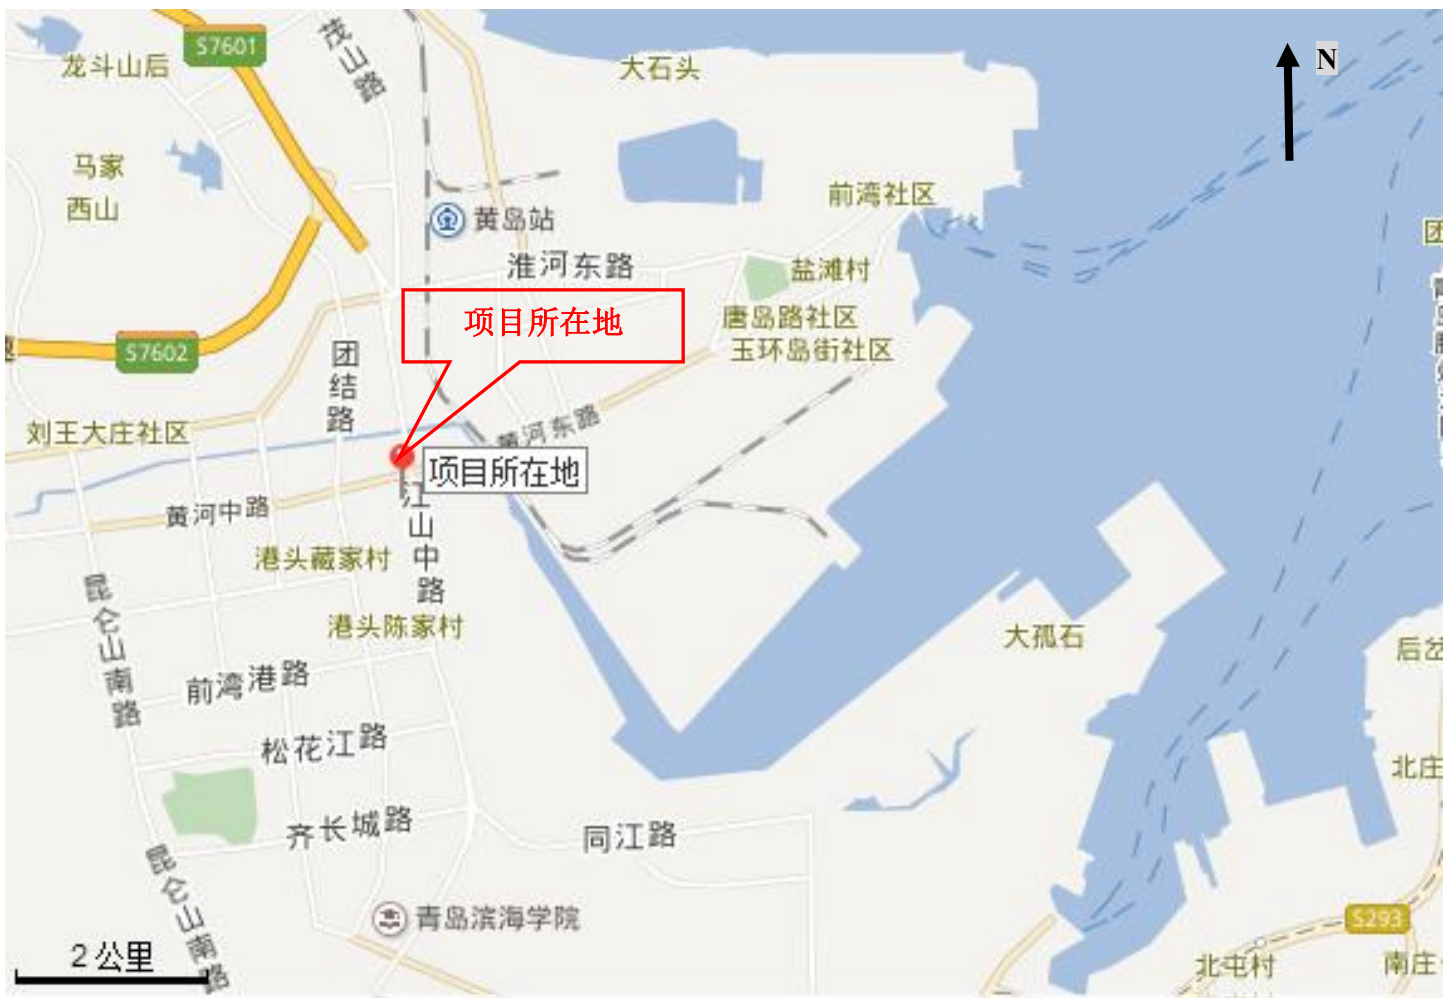 S7601
茂山路
龙斗山后
大石头
N
马家
西山
前湾社区
黄岛站
淮河东路
盐滩村
项目所在地
唐岛路社区
玉环岛街社区
S7602
团结路
刘王大庄社区
黄河东路
项目所在地
黄河中路
江山中路
港头藏家村
昆仑山南路
港头陈家村
大孤石
后岔
前湾港路
松花江路
北庄
齐长城路
同江路
昆仑山南路
青岛滨海学院
S293
2 公里
北屯村
南庄